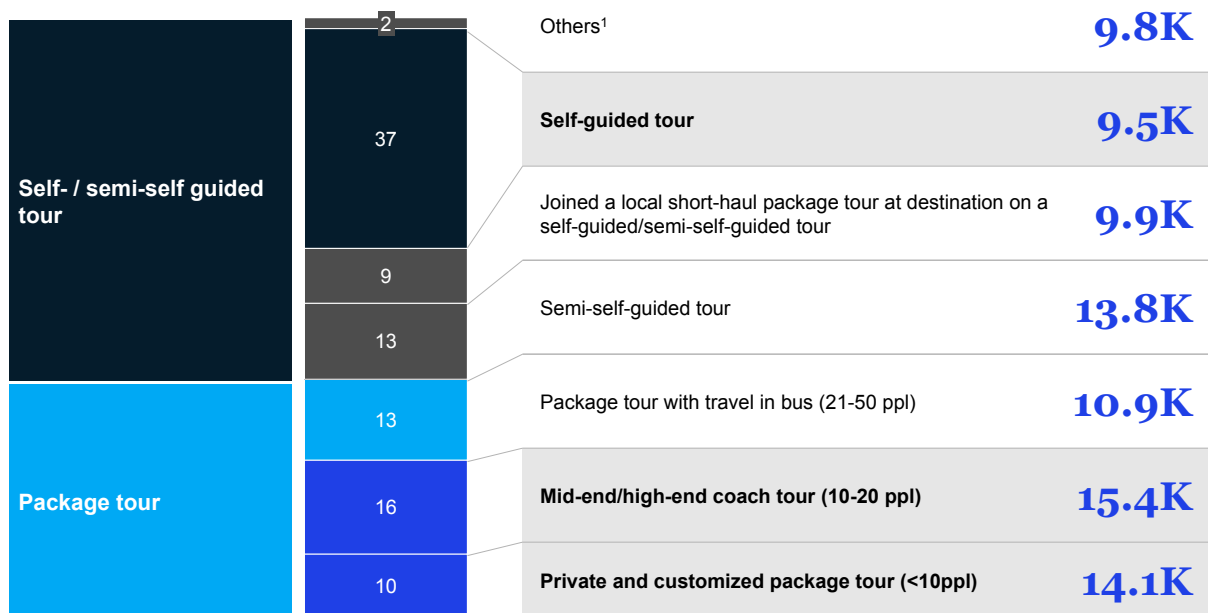 2
Others¹
9.8K
37
Self-guided tour
9.5K
Self- / semi-self guided
tour
Joined a local short-haul package tour at destination on a
self-guided/semi-self-guided tour
9.9K
9
Semi-self-guided tour
13.8K
13
Package tour with travel in bus (21-50 ppl)
10.9K
13
Package tour
Mid-end/high-end coach tour (10-20 ppl)
15.4K
16
Private and customized package tour (<10ppl)
14.1K
10